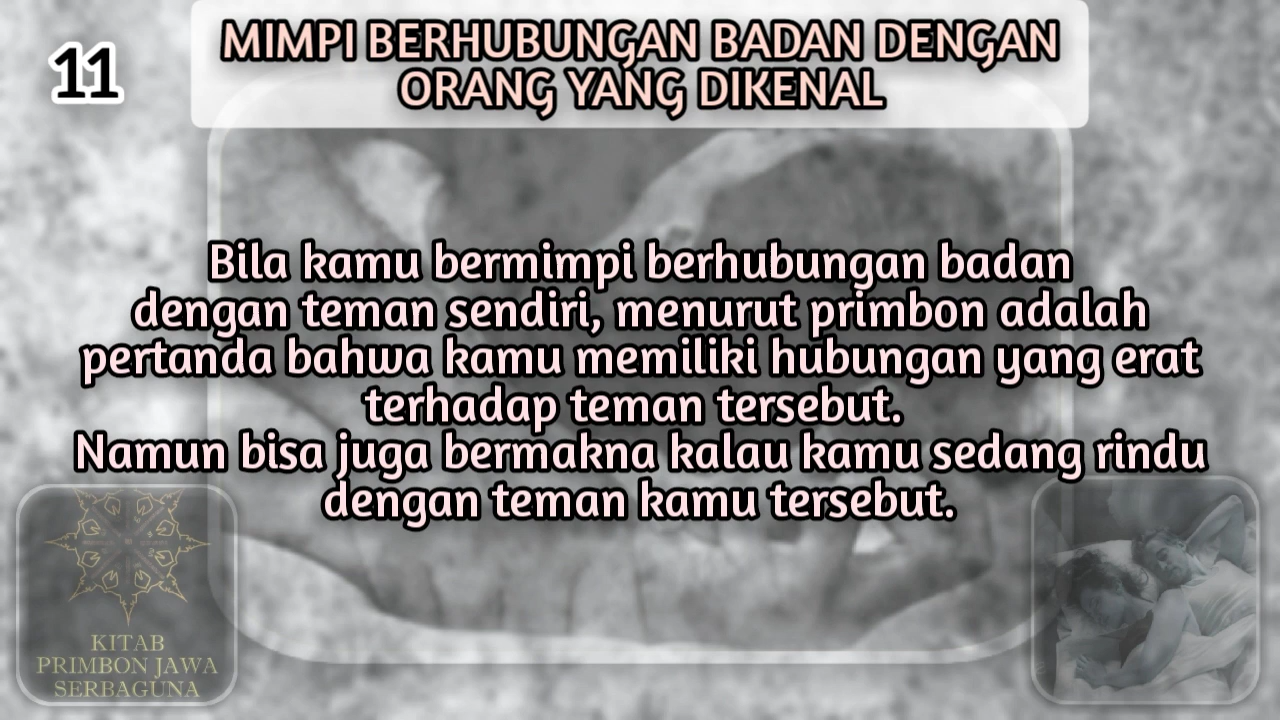 11
MIMPI BERHUBUNGAN BADAN DENGAN
ORANG YANG DIKENAL
Bila kamu bermimpi berhubungan badan
dengan teman sendiri, menurut primbon adalah
pertanda bahwa kamu memiliki hubungan yang erat
terhadap teman tersebut.
Namun bisa juga bermakna kalau kamu sedang rindu
dengan teman kamu tersebut.
KITAB
PRIMBON JAWA
SERBAGUNA